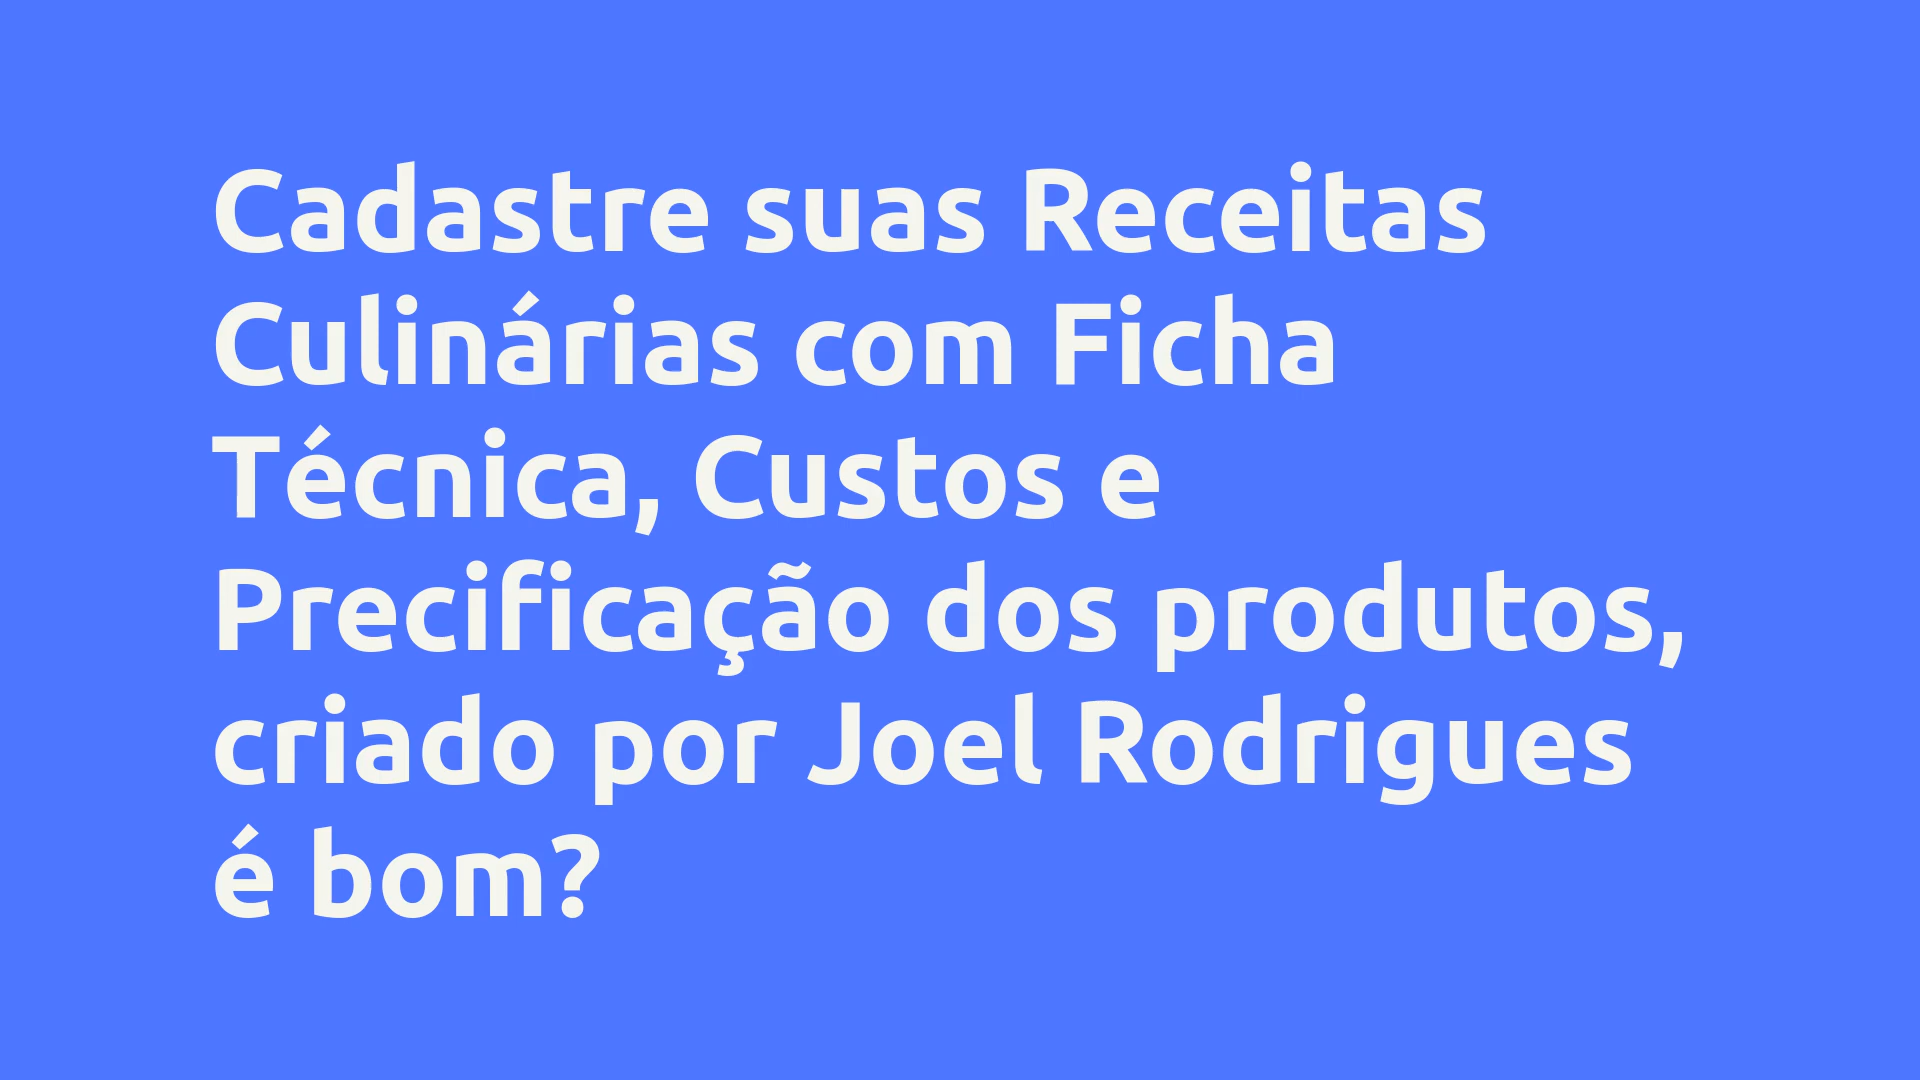 Cadastre suas Receitas
Culinárias com Ficha
Técnica, Custos e
Precificação dos produtos,
criado por Joel Rodrigues
é bom?